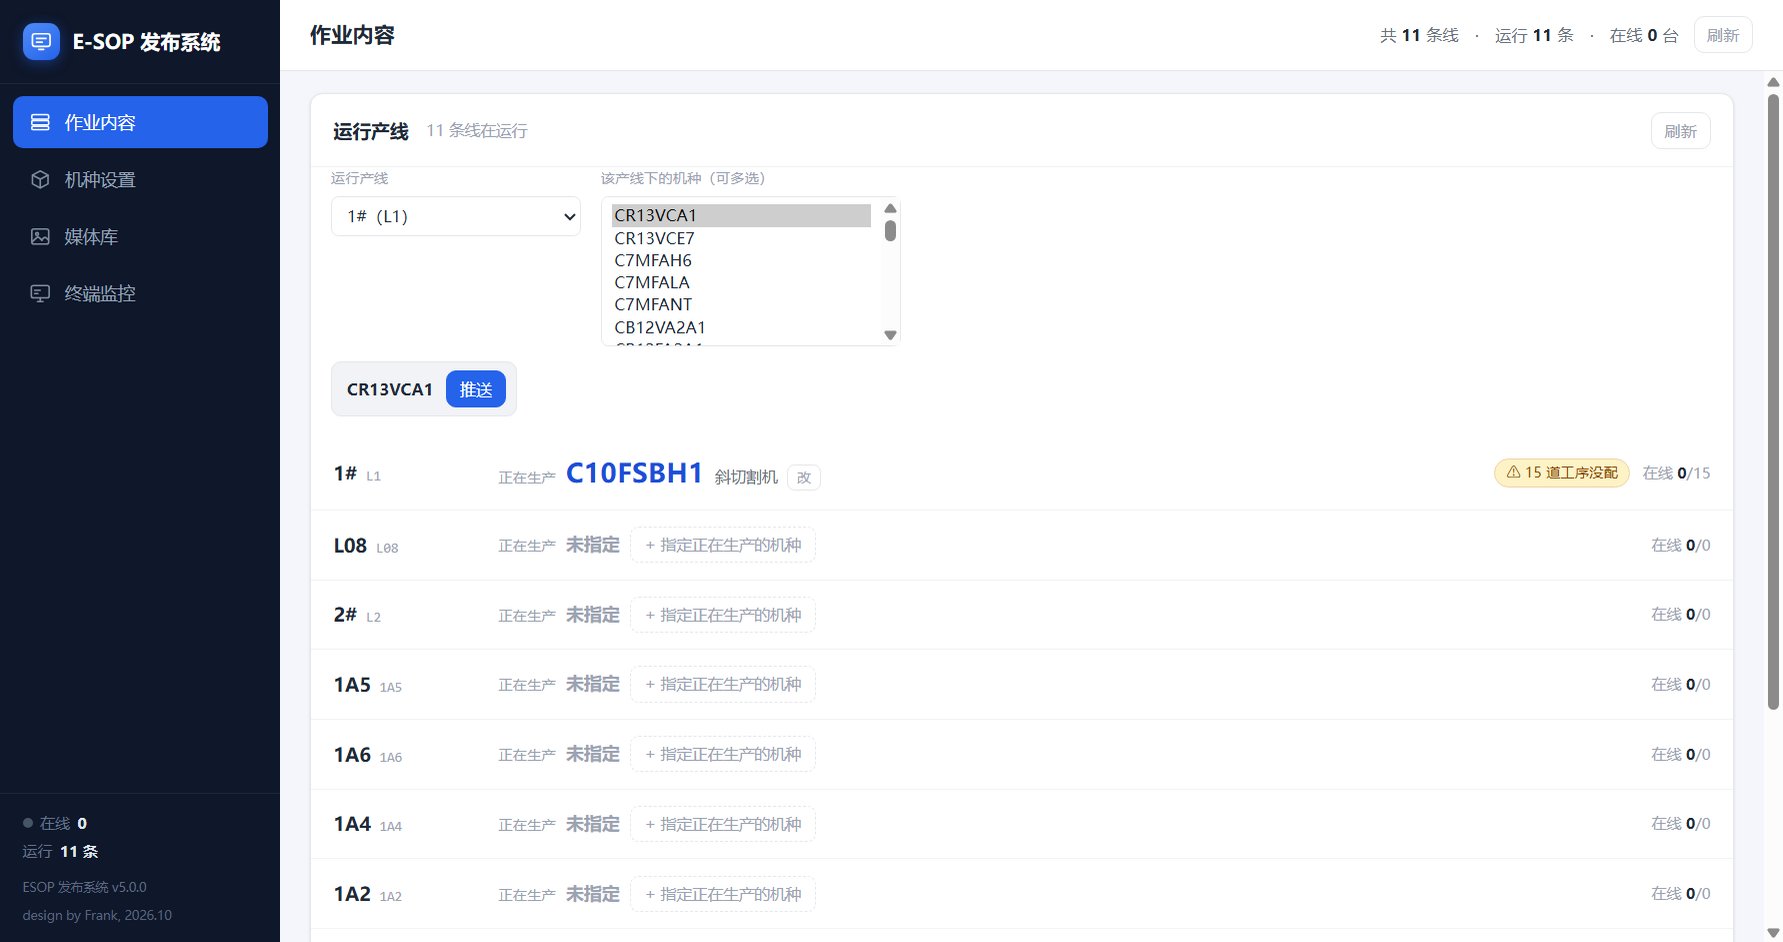 E-SOP 发布系统
作业内容
机种设置
媒体库
终端监控
在线 0
运行 11 条
ESOP 发布系统 v5.0.0
design by Frank, 2026.10
作业内容
共 11 条线 · 运行 11 条 · 在线 0 台 刷新
运行产线 11 条线在运行 刷新
运行产线
1# (L1)
该产线下的机种（可多选）
CR13VCA1
CR13VCE7
C7MFAH6
C7MFALA
C7MFANT
CB12VA2A1
CR13VCA1 推送
1# L1 正在生产 C10FSBH1 斜切割机 改 ⚠ 15 道工序没配 在线 0/15
L08 L08 正在生产 未指定 + 指定正在生产的机种 在线 0/0
2# L2 正在生产 未指定 + 指定正在生产的机种 在线 0/0
1A5 1A5 正在生产 未指定 + 指定正在生产的机种 在线 0/0
1A6 1A6 正在生产 未指定 + 指定正在生产的机种 在线 0/0
1A4 1A4 正在生产 未指定 + 指定正在生产的机种 在线 0/0
1A2 1A2 正在生产 未指定 + 指定正在生产的机种 在线 0/0